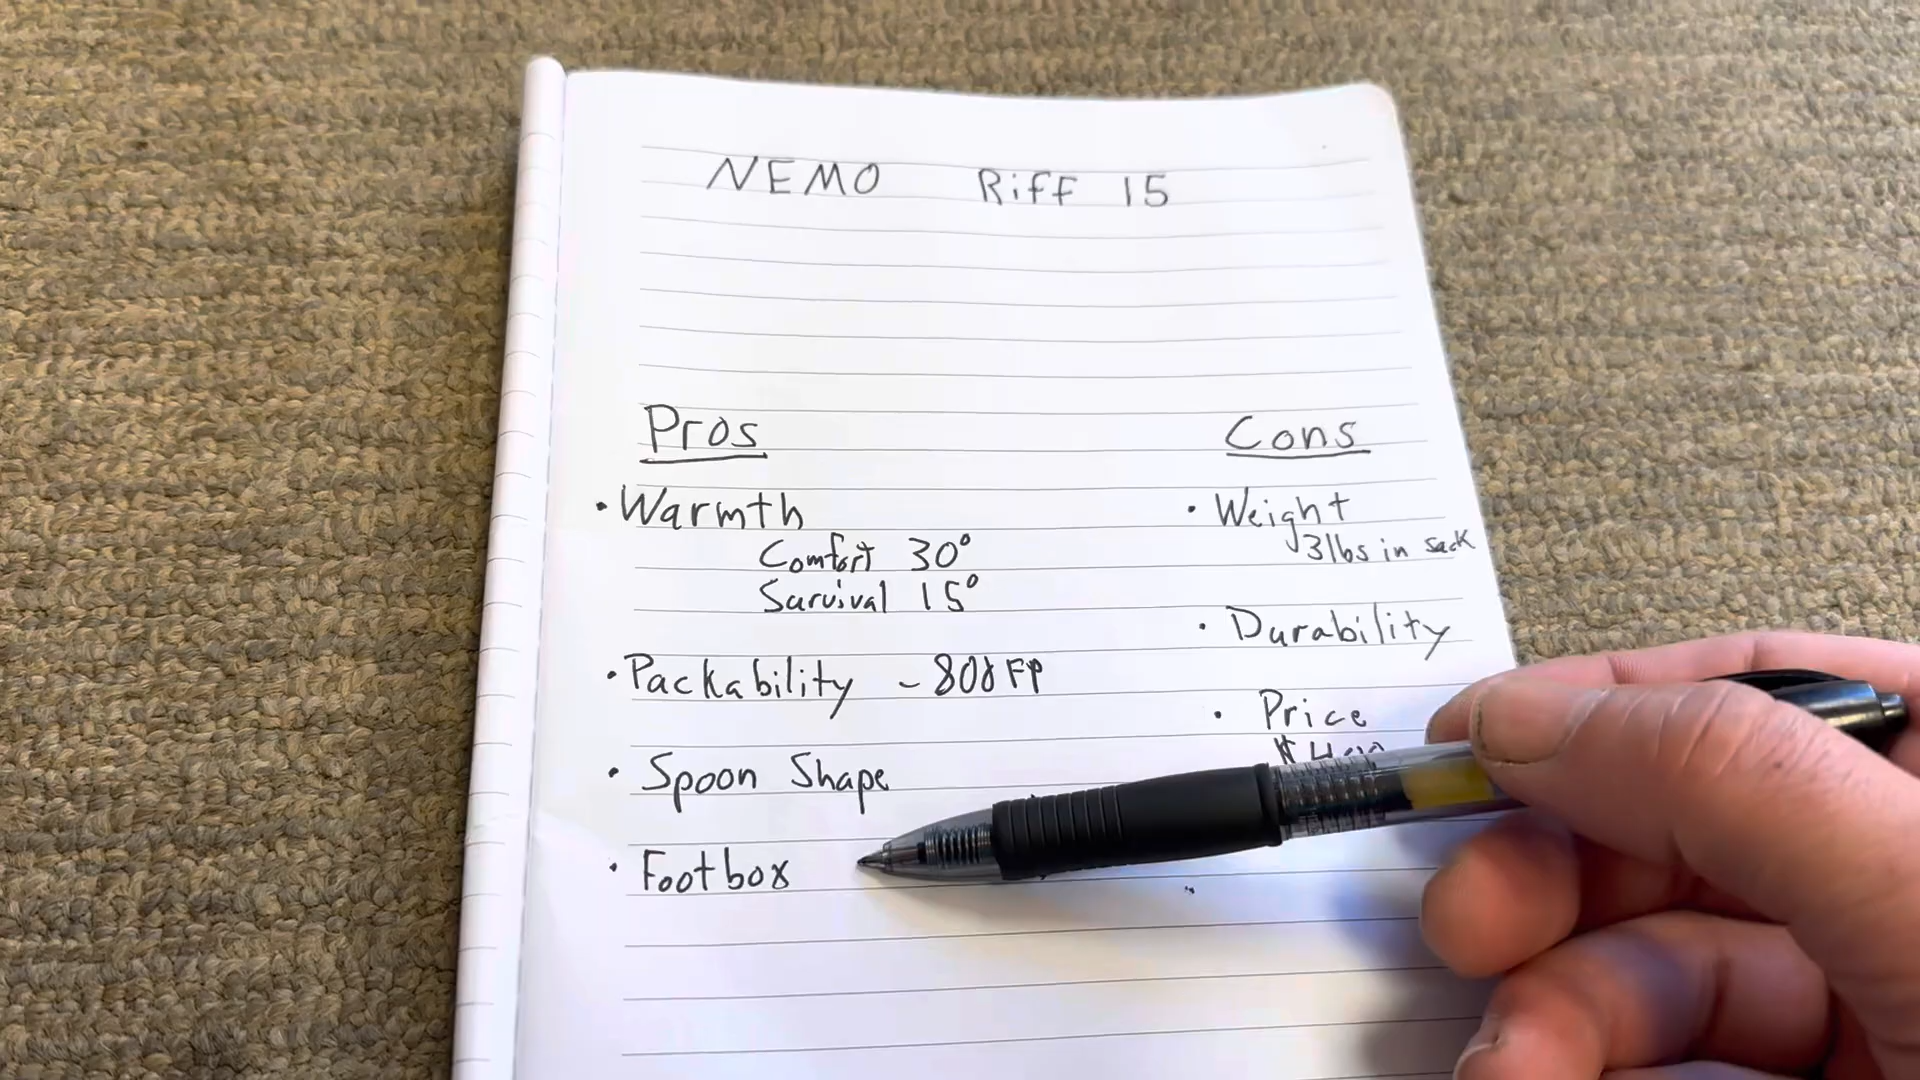 NEMO Riff 15
Pros
Cons
• Warmth
Comfort 30°
Survival 15°
• Packability - 800 FP
• Spoon Shape
• Footbox
• Weight
3lbs in sack
• Durability
• Price